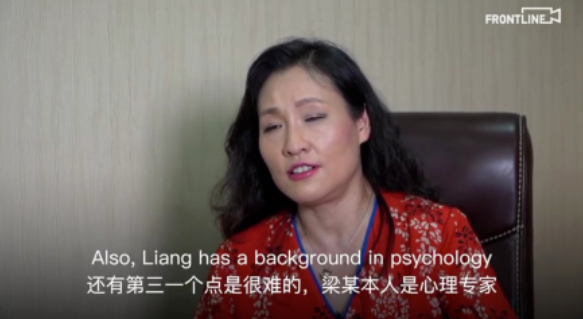 FRONTLINE
Also, Liang has a background in psychology
还有第三一个点是很难的，梁某本人是心理专家